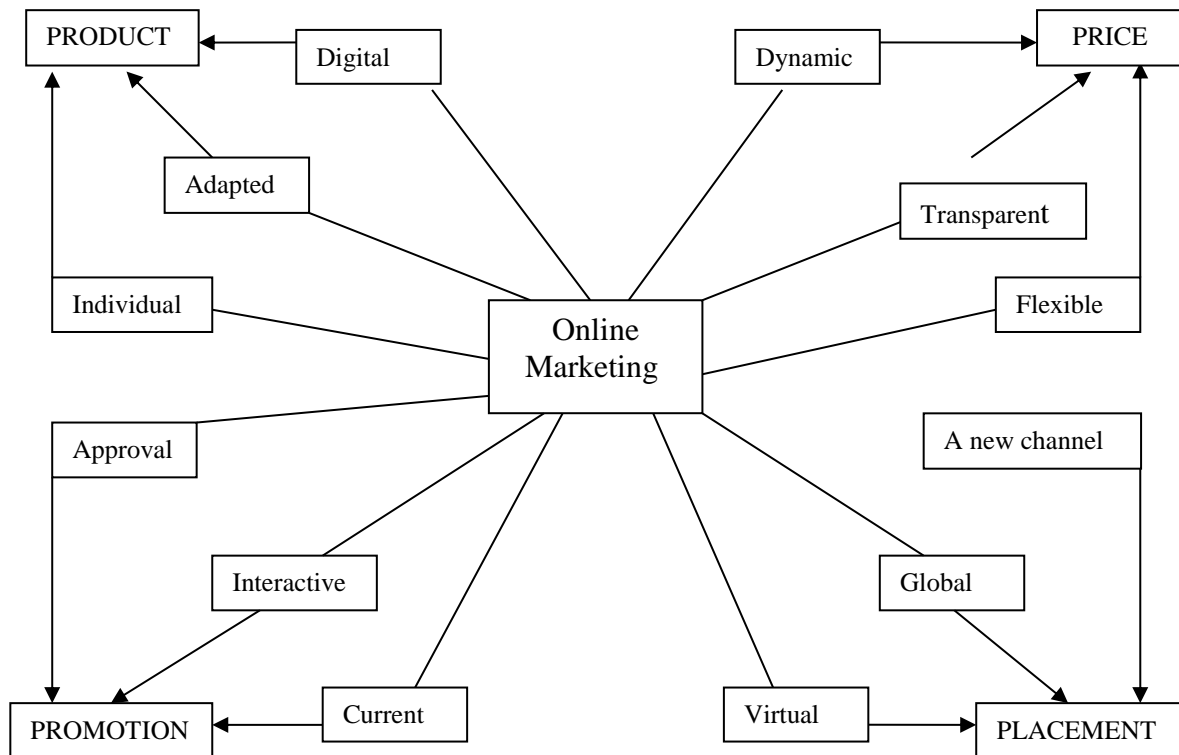 PRODUCT
Digital
Dynamic
PRICE
Adapted
Transparent
Individual
Flexible
Online
Marketing
Approval
A new channel
Interactive
Global
PROMOTION
Current
Virtual
PLACEMENT